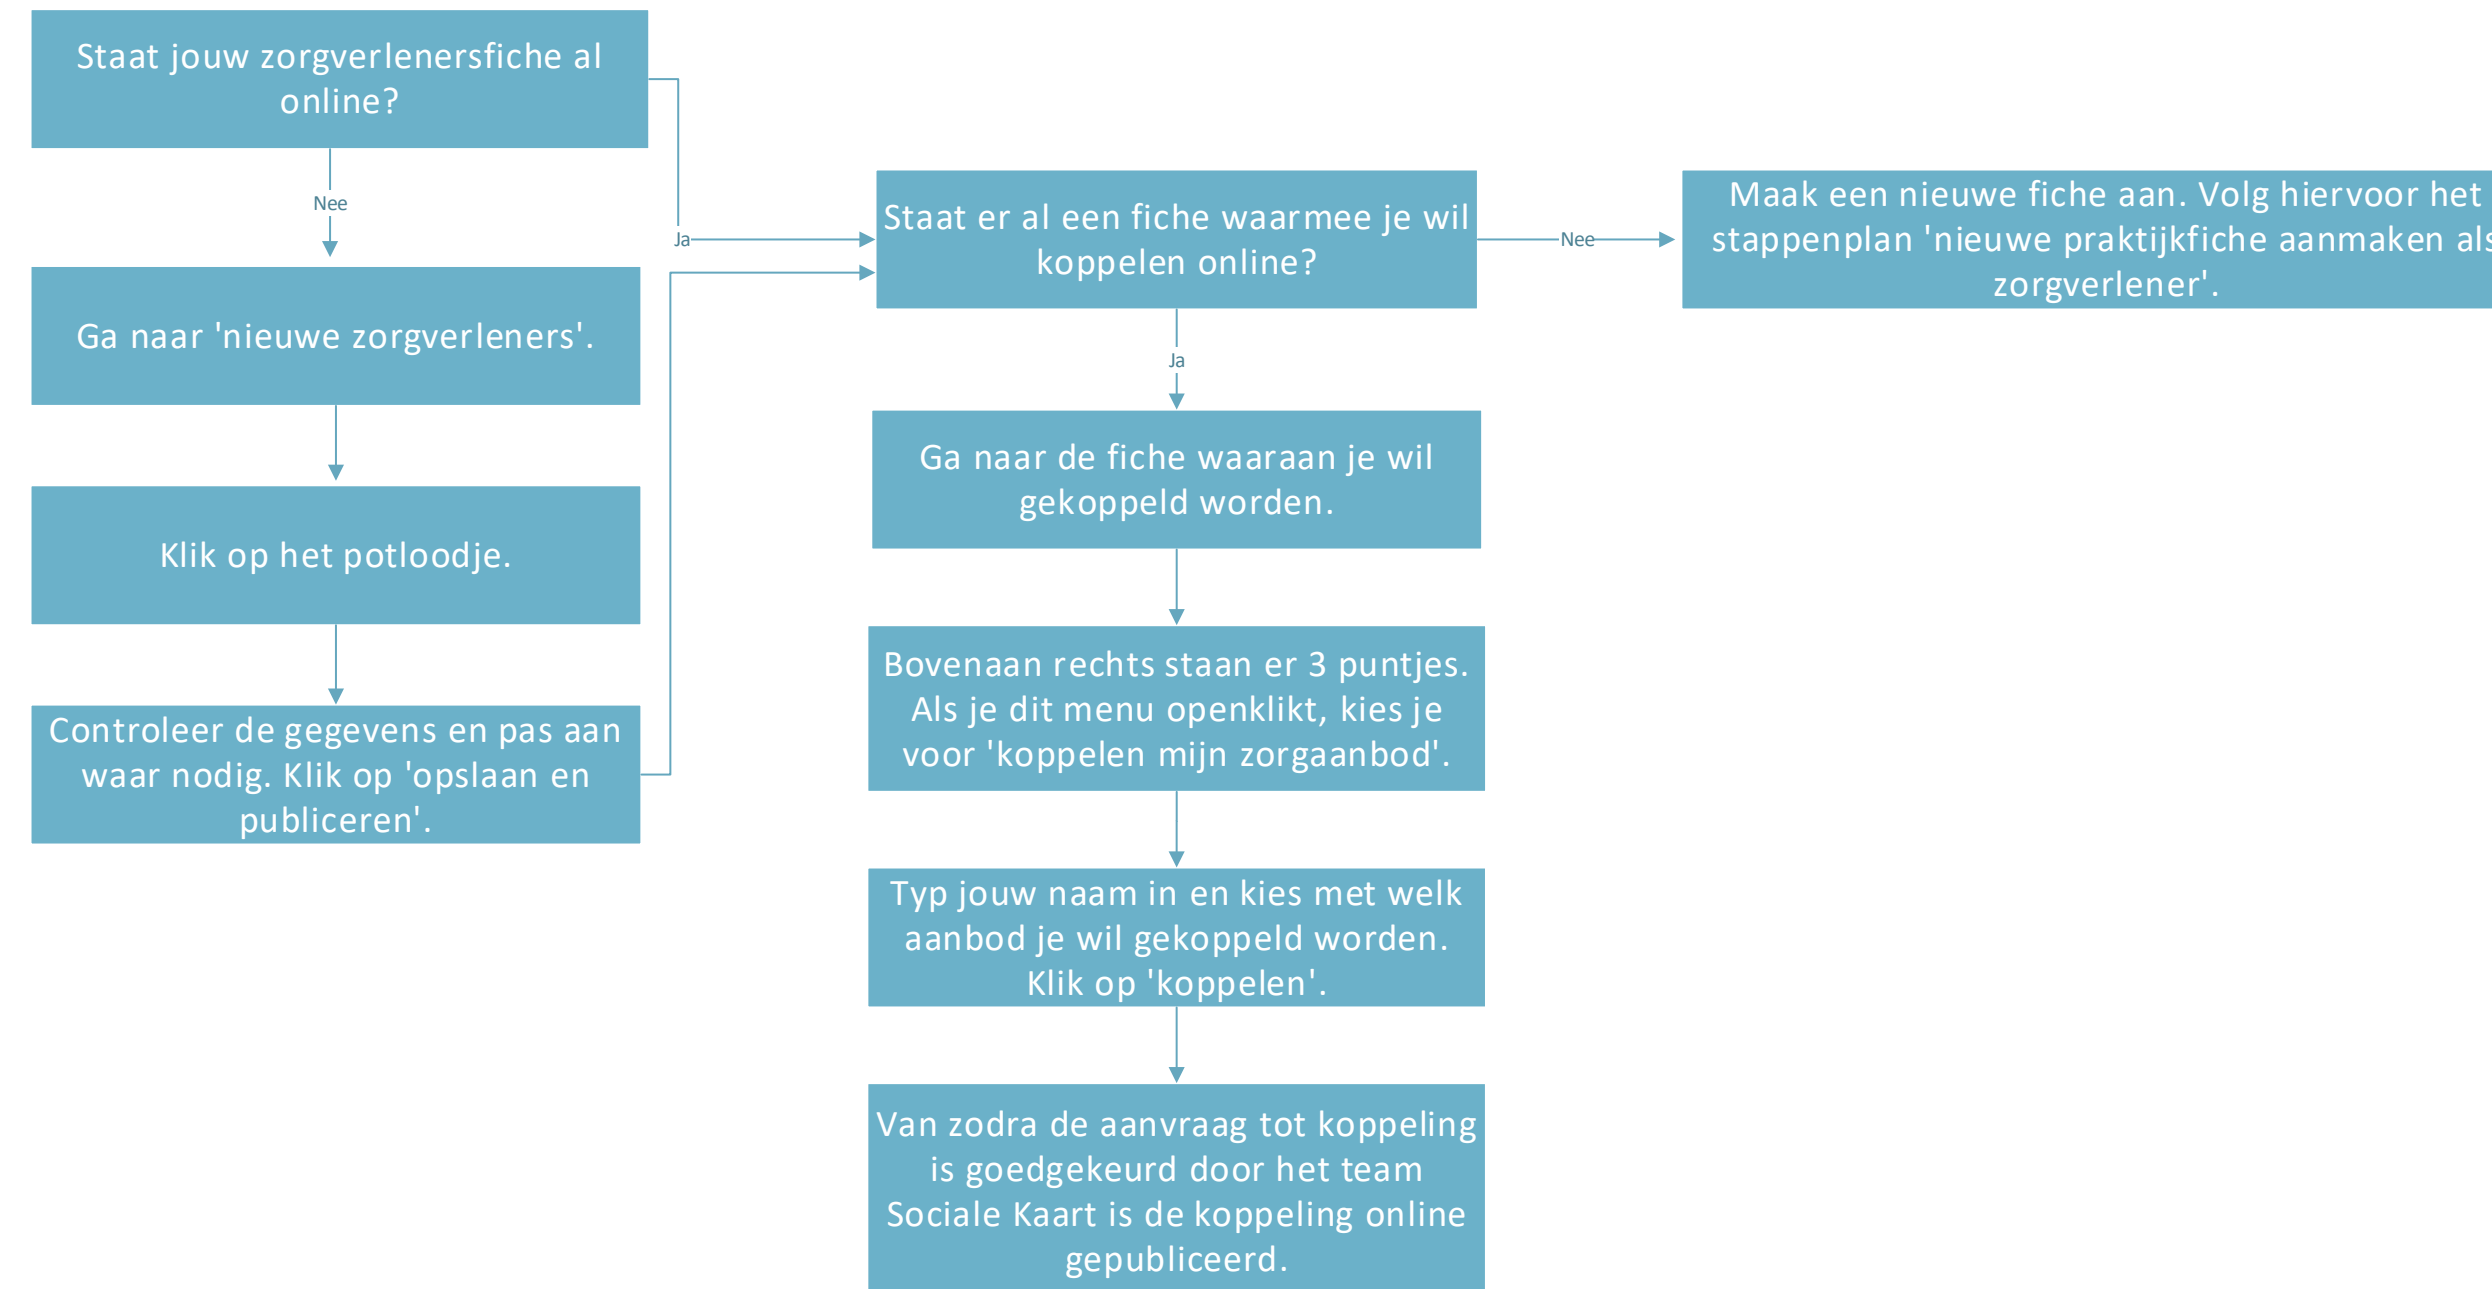 Staat jouw zorgverlenersfiche al
online?
Nee
Ga naar 'nieuwe zorgverleners'.
Klik op het potloodje.
Controleer de gegevens en pas aan
waar nodig. Klik op 'opslaan en
publiceren'.
Ja
Staat er al een fiche waarmee je wil
koppelen online?
Nee
Maak een nieuwe fiche aan. Volg hiervoor het
stappenplan 'nieuwe praktijkfiche aanmaken als
zorgverlener'.
Ja
Ga naar de fiche waaraan je wil
gekoppeld worden.
Bovenaan rechts staan er 3 puntjes.
Als je dit menu openklikt, kies je
voor 'koppelen mijn zorgaanbod'.
Typ jouw naam in en kies met welk
aanbod je wil gekoppeld worden.
Klik op 'koppelen'.
Van zodra de aanvraag tot koppeling
is goedgekeurd door het team
Sociale Kaart is de koppeling online
gepubliceerd.